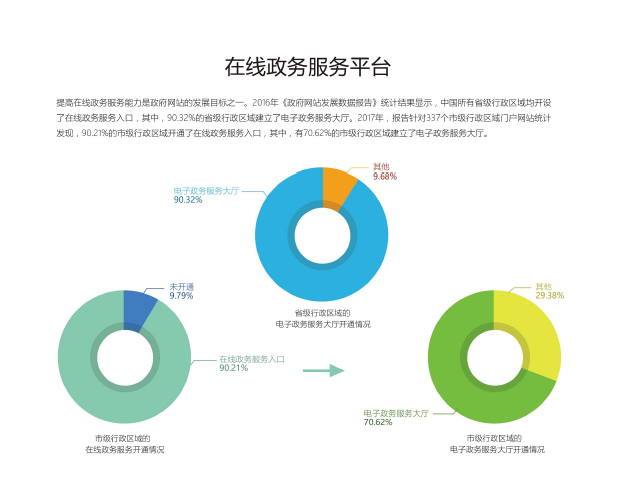 在线政务服务平台
提高在线政务服务能力是政府网站的发展目标之一。2016年《政府网站发展数据报告》统计结果显示，中国所有省级行政区域均开设
了在线政务服务入口，其中，90.32%的省级行政区域建立了电子政务服务大厅。2017年，报告针对337个市级行政区域门户网站统计
发现，90.21%的市级行政区域开通了在线政务服务入口，其中，有70.62%的市级行政区域建立了电子政务服务大厅。
其他
9.68%
电子政务服务大厅
90.32%
省级行政区域的
电子政务服务大厅开通情况
未开通
9.79%
在线政务服务入口
90.21%
市级行政区域的
在线政务服务开通情况
其他
29.38%
电子政务服务大厅
70.62%
市级行政区域的
电子政务服务大厅开通情况